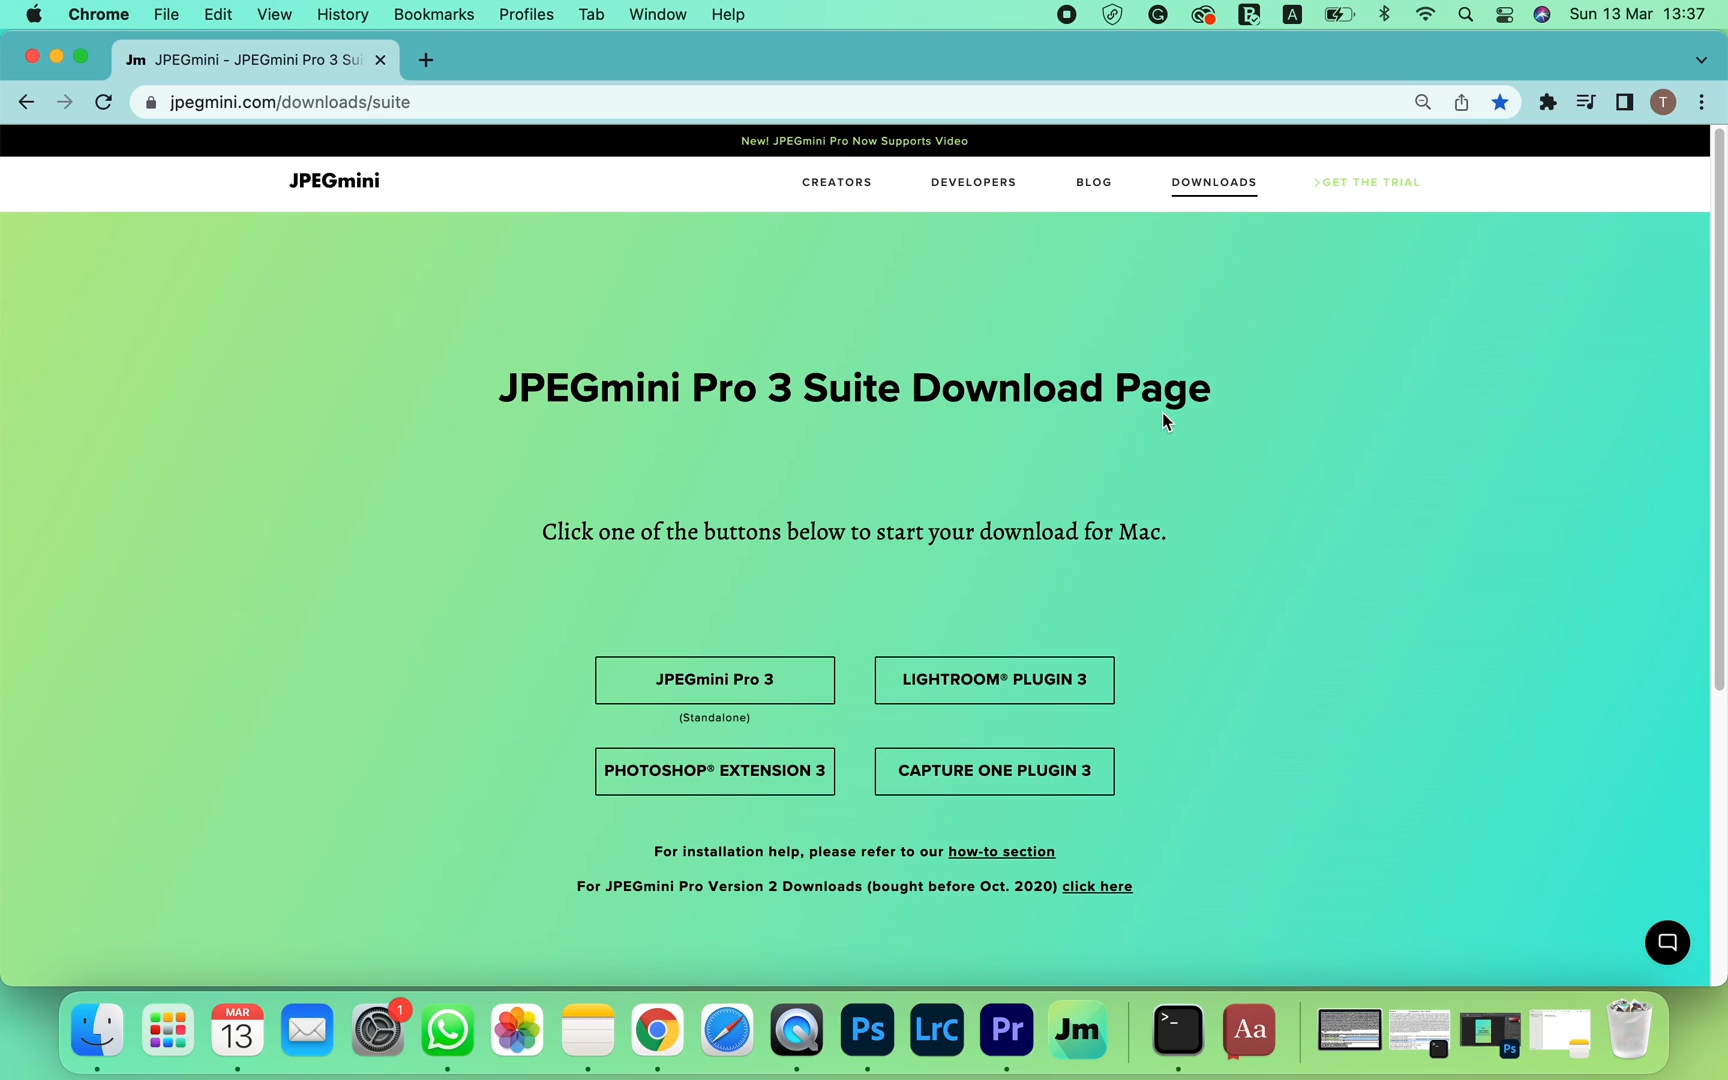 Chrome File Edit View History Bookmarks Profiles Tab Window Help A Sun 13 Mar 13:37
Jm JPEGmini - JPEGmini Pro 3 Sui
jpegmini.com/downloads/suite T
New! JPEGmini Pro Now Supports Video
JPEGmini CREATORS DEVELOPERS BLOG DOWNLOADS >GET THE TRIAL
JPEGmini Pro 3 Suite Download Page
Click one of the buttons below to start your download for Mac.
JPEGmini Pro 3 LIGHTROOM® PLUGIN 3
(Standalone)
PHOTOSHOP® EXTENSION 3 CAPTURE ONE PLUGIN 3
For installation help, please refer to our how-to section
For JPEGmini Pro Version 2 Downloads (bought before Oct. 2020) click here
MAR 1
13 Ps LrC Pr Jm >_ Aa
Ps